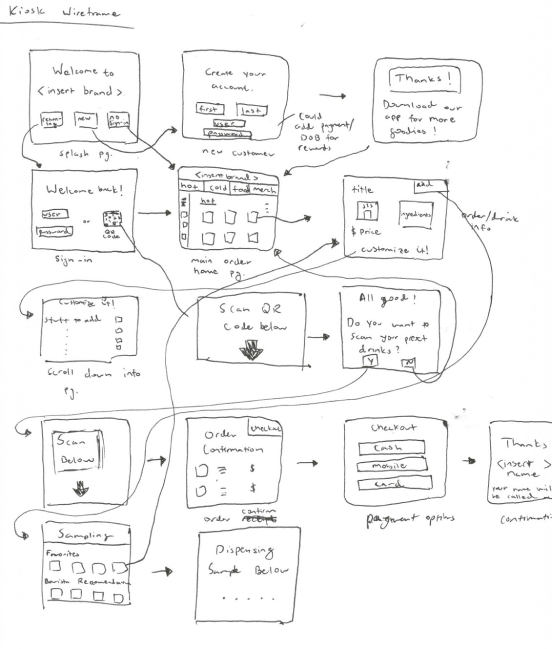 Kiosk Wireframe
Welcome to
<insert brand>
return-
ing
new
no
sign-in
splash pg.
Create your
account.
first
last
user
password
new customer
could
add payment/
DOB for
rewards
Thanks!
Download our
app for more
goodies!
Welcome back!
user
or
password
QR
code
Sign-in
<insert brand>
hot
cold
food
merch
hot
main order
home pg.
title
add
ingredients
$ price
customize it!
order/drink
info
Customize it!
stuff to add
scroll down info
pg.
Scan QR
code below
All good!
Do you want to
scan your prext
drinks?
Y
no
Scan
Below
Order
Checkout
Confirmation
$
$
order confirm
Checkout
Cash
mobile
card
payment options
Thanks
<insert >
name
your name will
be called
confirmation
Sampling
Favorites
Barista Recomendation
Dispensing
Sample Below
. . . . .